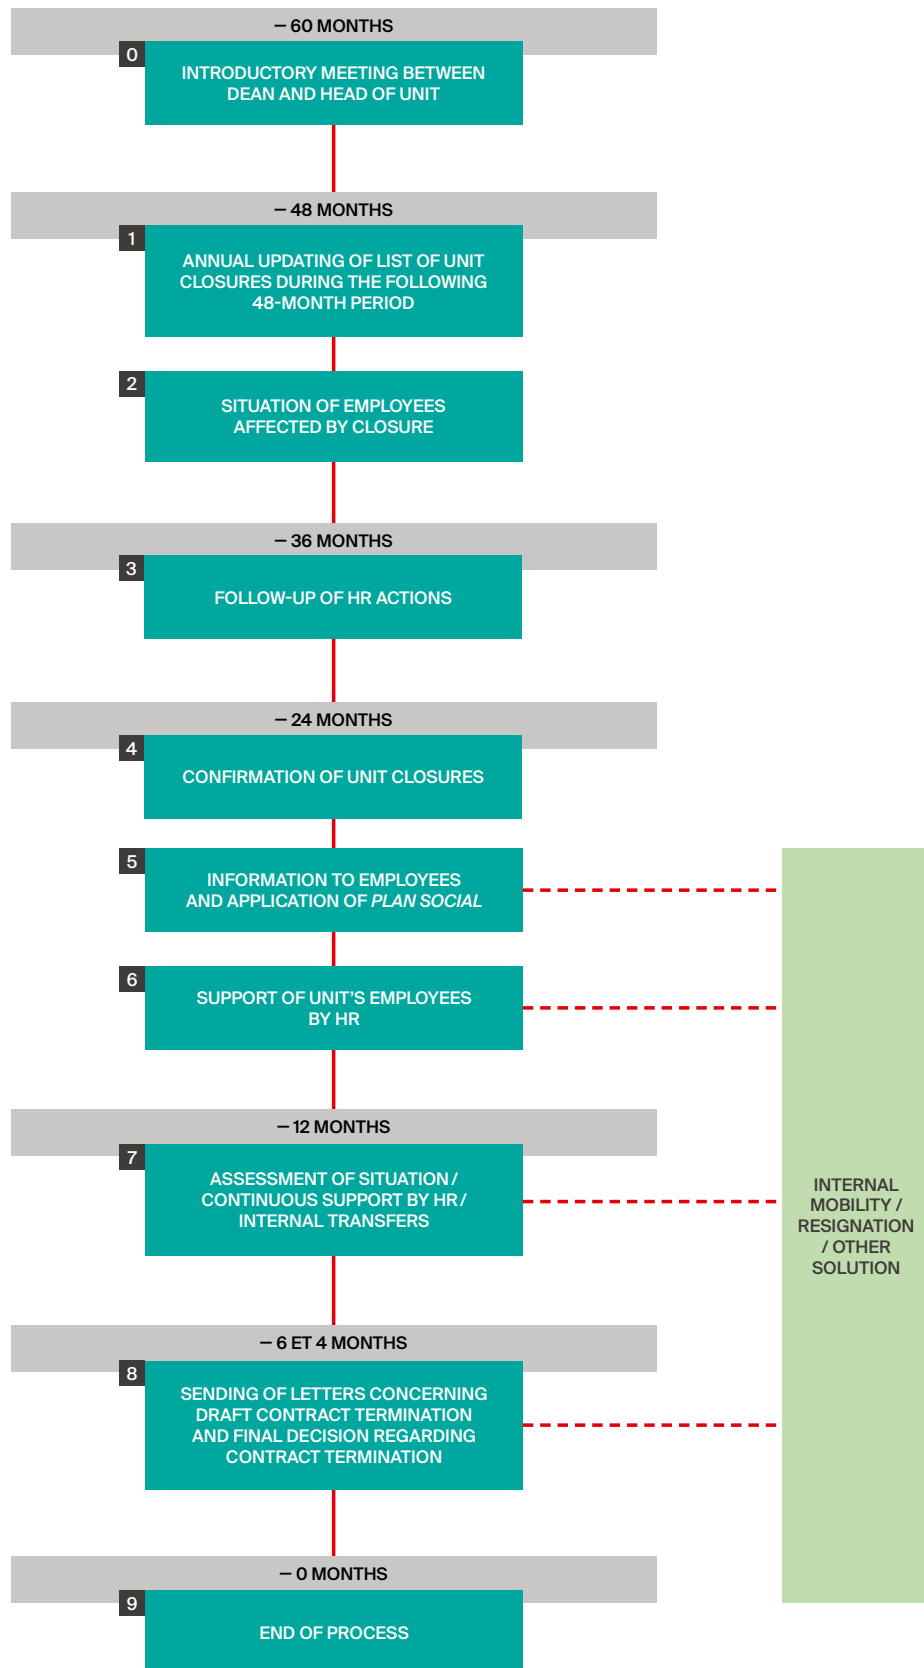 – 60 MONTHS
0
INTRODUCTORY MEETING BETWEEN
DEAN AND HEAD OF UNIT
– 48 MONTHS
1
ANNUAL UPDATING OF LIST OF UNIT
CLOSURES DURING THE FOLLOWING
48-MONTH PERIOD
2
SITUATION OF EMPLOYEES
AFFECTED BY CLOSURE
– 36 MONTHS
3
FOLLOW-UP OF HR ACTIONS
– 24 MONTHS
4
CONFIRMATION OF UNIT CLOSURES
5
INFORMATION TO EMPLOYEES
AND APPLICATION OF PLAN SOCIAL
6
SUPPORT OF UNIT’S EMPLOYEES
BY HR
– 12 MONTHS
7
ASSESSMENT OF SITUATION /
CONTINUOUS SUPPORT BY HR /
INTERNAL TRANSFERS
INTERNAL
MOBILITY /
RESIGNATION
/ OTHER
SOLUTION
– 6 ET 4 MONTHS
8
SENDING OF LETTERS CONCERNING
DRAFT CONTRACT TERMINATION
AND FINAL DECISION REGARDING
CONTRACT TERMINATION
– 0 MONTHS
9
END OF PROCESS